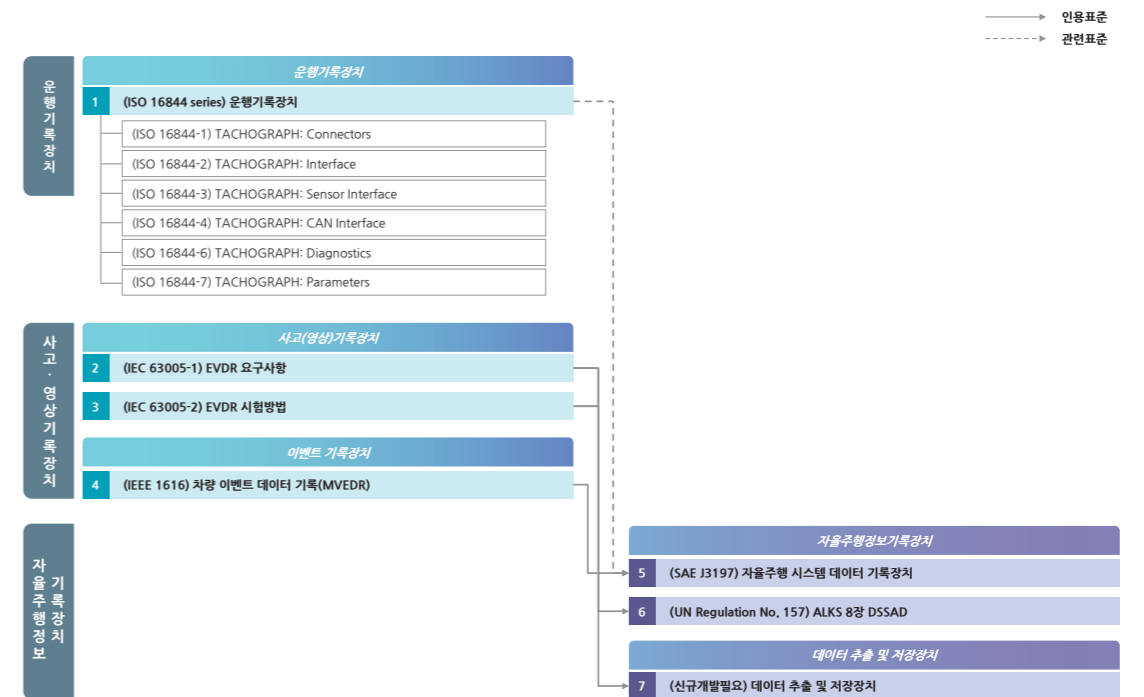 인용표준
관련표준
운행기록장치
운행기록장치
1 (ISO 16844 series) 운행기록장치
(ISO 16844-1) TACHOGRAPH: Connectors
(ISO 16844-2) TACHOGRAPH: Interface
(ISO 16844-3) TACHOGRAPH: Sensor Interface
(ISO 16844-4) TACHOGRAPH: CAN Interface
(ISO 16844-6) TACHOGRAPH: Diagnostics
(ISO 16844-7) TACHOGRAPH: Parameters
사고·영상기록장치
사고(영상)기록장치
2 (IEC 63005-1) EVDR 요구사항
3 (IEC 63005-2) EVDR 시험방법
이벤트 기록장치
4 (IEEE 1616) 차량 이벤트 데이터 기록(MVEDR)
자율주행정보
기록장치
자율주행정보기록장치
5 (SAE J3197) 자율주행 시스템 데이터 기록장치
6 (UN Regulation No. 157) ALKS 8장 DSSAD
데이터 추출 및 저장장치
7 (신규개발필요) 데이터 추출 및 저장장치